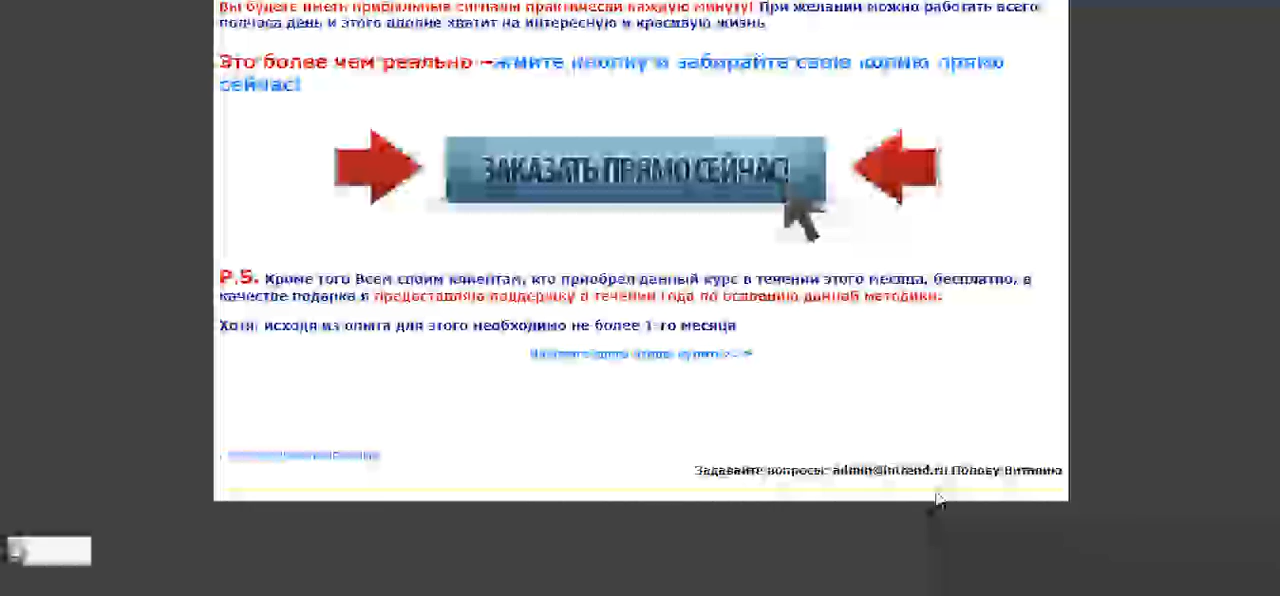 Вы будете иметь прибыльные сигналы практически каждую минуту! При желании можно работать всего
полчаса день и этого вполне хватит на интересную и красивую жизнь
Это более чем реально – жмите кнопку и забирайте свою копию прямо
сейчас!
ЗАКАЗАТЬ ПРЯМО СЕЙЧАС!
P.S. Кроме того Всем своим клиентам, кто приобрел данный курс в течении этого месяца, бесплатно, в
качестве подарка я предоставляю поддержку в течении года по освоению данной методики.
Хотя, исходя из опыта для этого необходимо не более 1-го месяца
Задавайте вопросы: admin@intrend.ru Попову Виталию